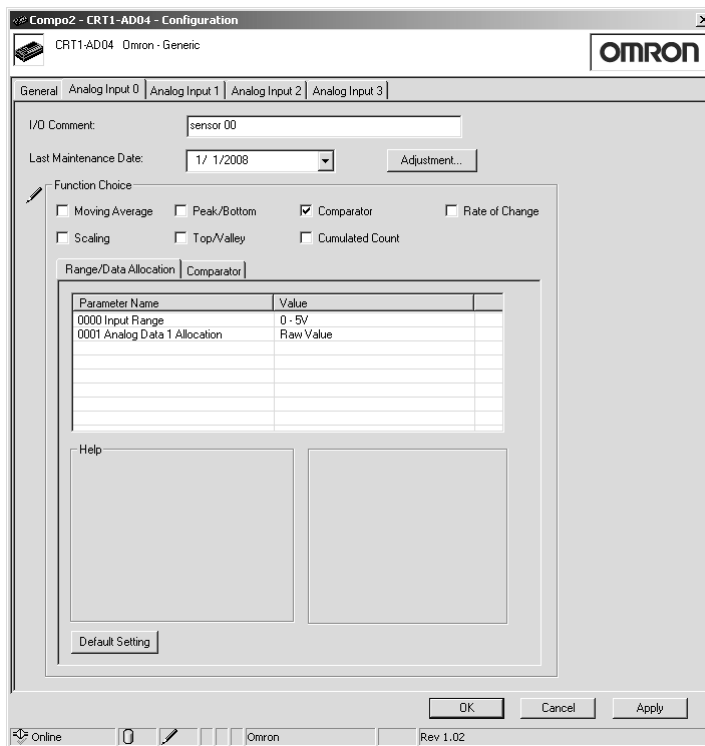 Compo2 - CRT1-AD04 - Configuration
CRT1-AD04 Omron - Generic
OMRON
General Analog Input 0 Analog Input 1 Analog Input 2 Analog Input 3
I/O Comment: sensor 00
Last Maintenance Date: 1/ 1/2008 Adjustment...
Function Choice
Moving Average Peak/Bottom Comparator Rate of Change
Scaling Top/Valley Cumulated Count
Range/Data Allocation Comparator
Parameter Name Value
0000 Input Range 0 - 5V
0001 Analog Data 1 Allocation Raw Value
Help
Default Setting
OK Cancel Apply
Online Omron Rev 1.02